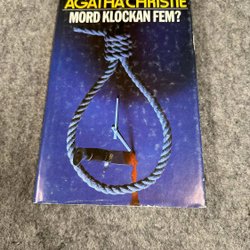 AGATHA CHRISTIE
MORD KLOCKAN FEM?